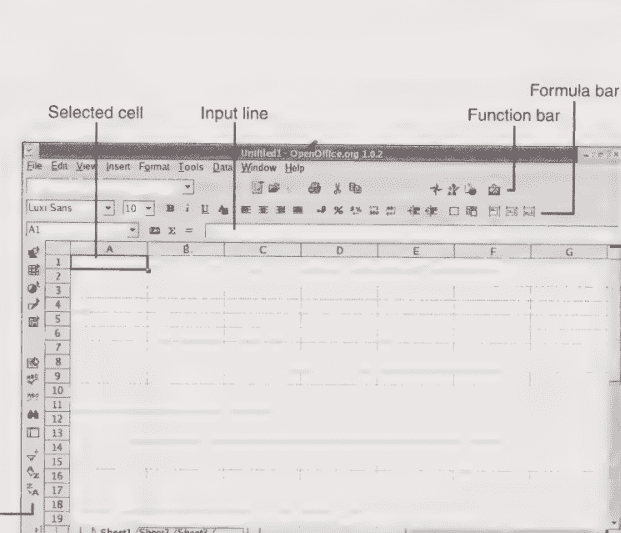 Formula bar
Selected cell Input line Function bar
Untitled1 - OpenOffice.org 1.0.2
File Edit View Insert Format Tools Data Window Help
Luxi Sans 10 B i U A
A1 Σ =
A B C D E F G
1
2
3
4
5
6
7
8
9
10
11
12
13
14
15
16
17
18
19
Sheet1 Sheet2 Sheet3